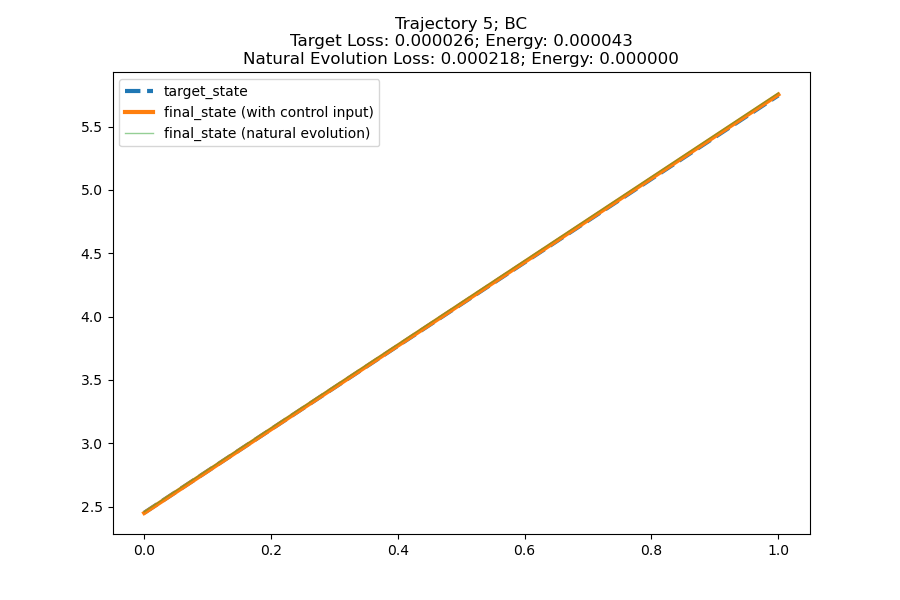 Trajectory 5; BC
Target Loss: 0.000026; Energy: 0.000043
Natural Evolution Loss: 0.000218; Energy: 0.000000
target_state
final_state (with control input)
final_state (natural evolution)
5.5
5.0
4.5
4.0
3.5
3.0
2.5
0.0 0.2 0.4 0.6 0.8 1.0